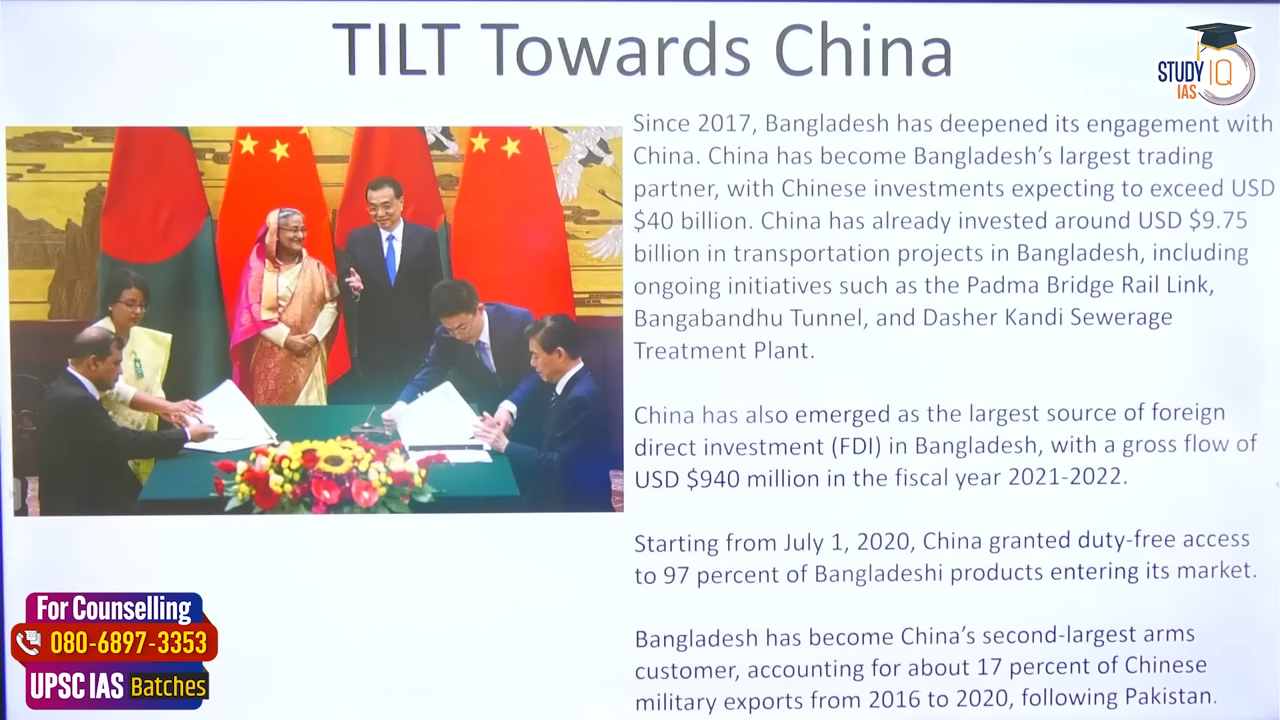 TILT Towards China
STUDY IQ
IAS
Since 2017, Bangladesh has deepened its engagement with
China. China has become Bangladesh’s largest trading
partner, with Chinese investments expecting to exceed USD
$40 billion. China has already invested around USD $9.75
billion in transportation projects in Bangladesh, including
ongoing initiatives such as the Padma Bridge Rail Link,
Bangabandhu Tunnel, and Dasher Kandi Sewerage
Treatment Plant.
China has also emerged as the largest source of foreign
direct investment (FDI) in Bangladesh, with a gross flow of
USD $940 million in the fiscal year 2021-2022.
Starting from July 1, 2020, China granted duty-free access
to 97 percent of Bangladeshi products entering its market.
Bangladesh has become China’s second-largest arms
customer, accounting for about 17 percent of Chinese
military exports from 2016 to 2020, following Pakistan.
For Counselling
080-6897-3353
UPSC IAS Batches